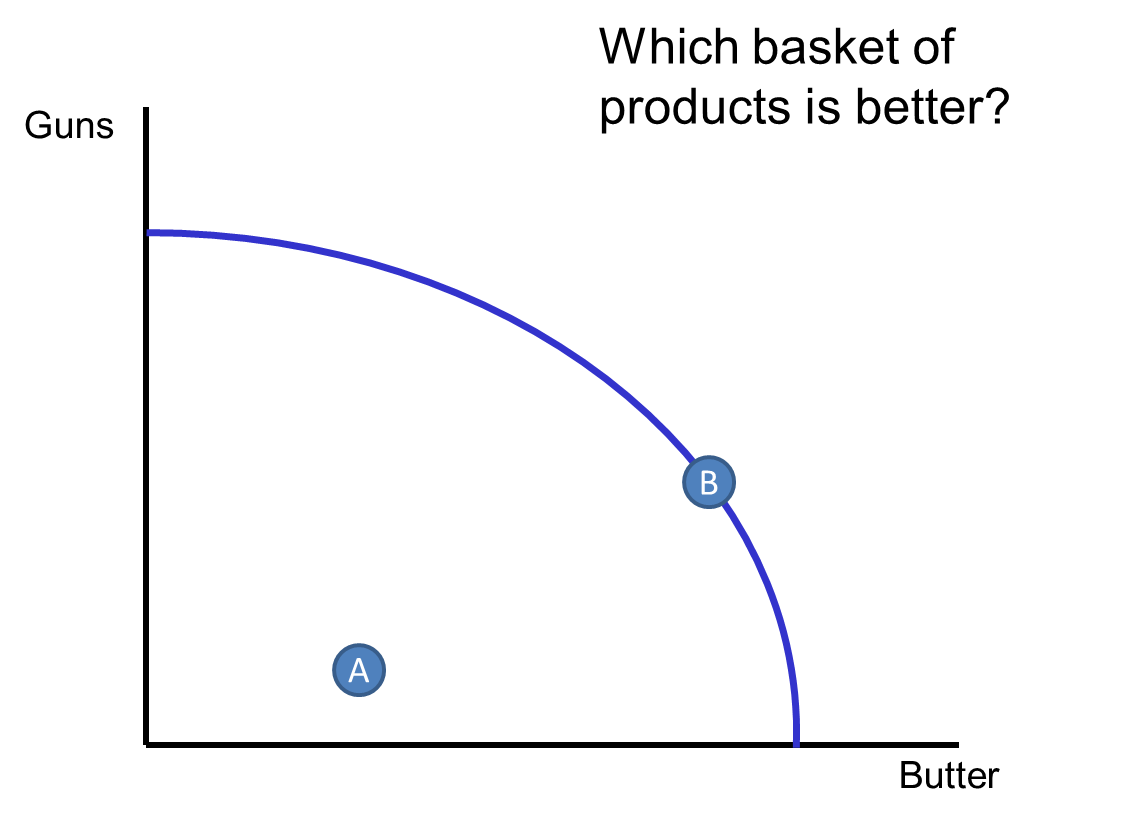 Which basket of
products is better?
Guns
B
A
Butter